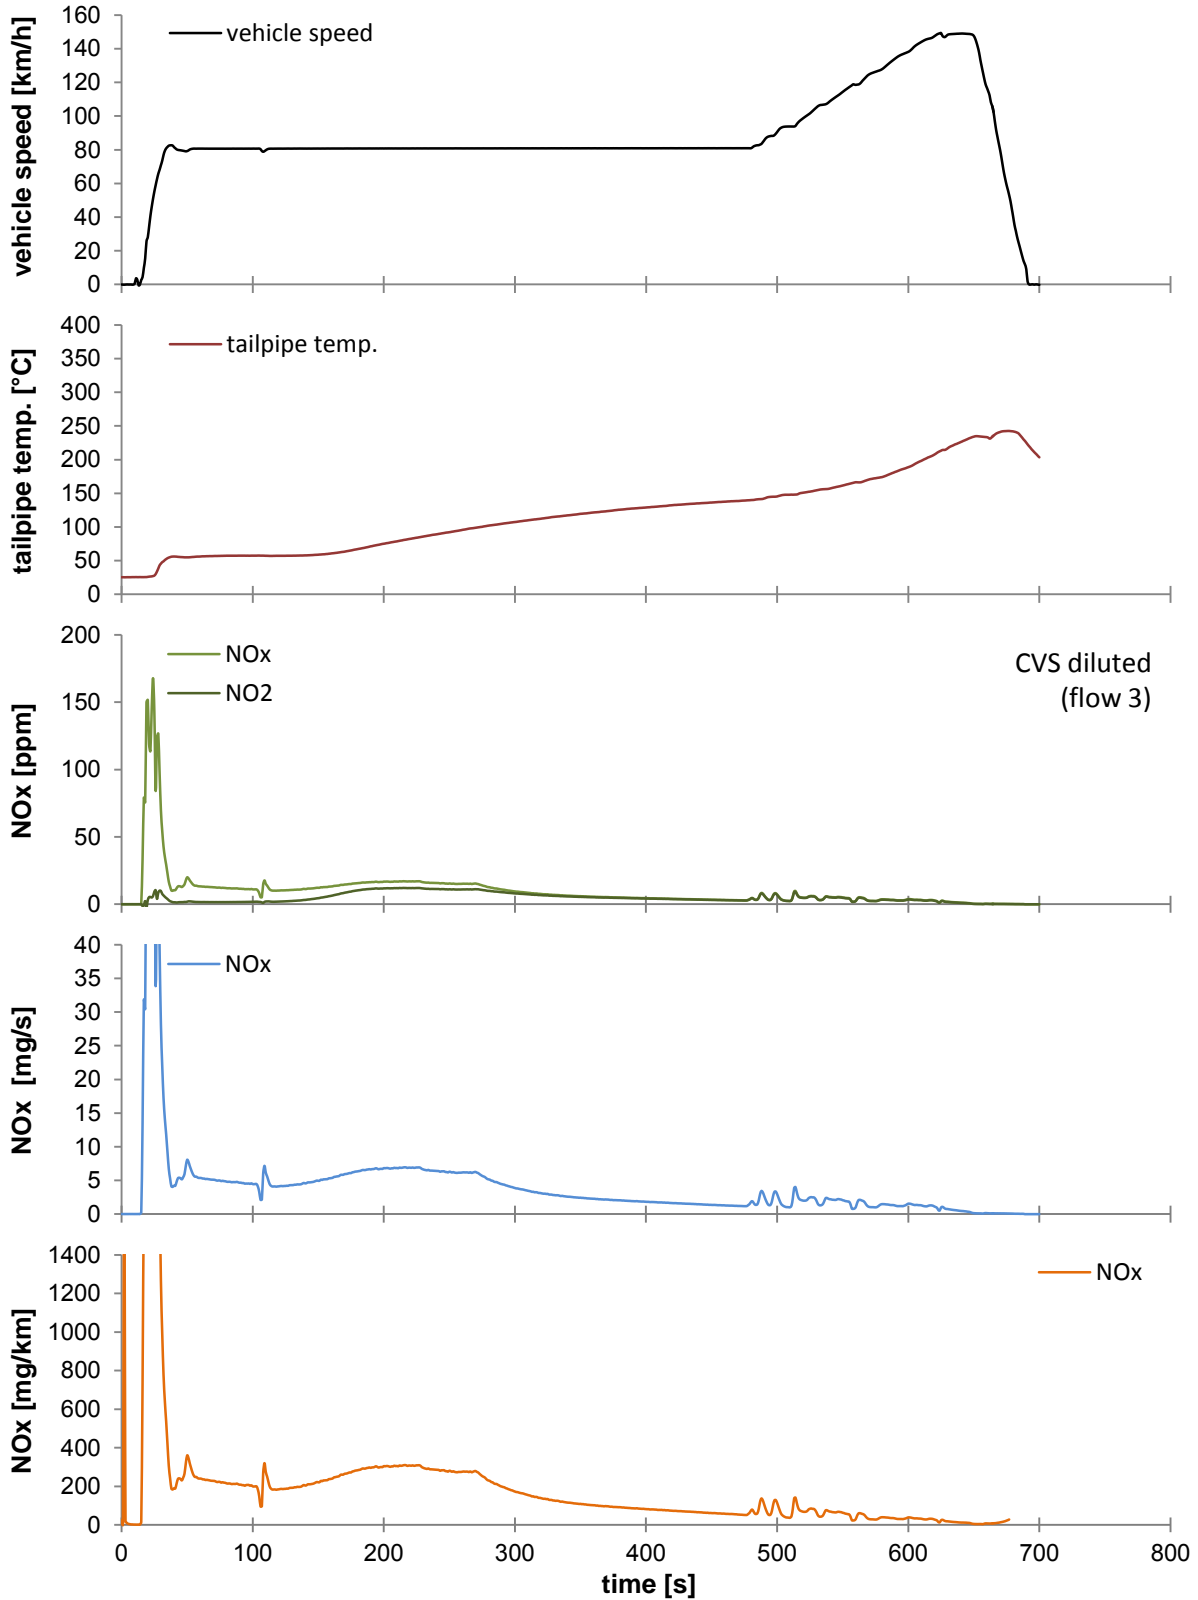 vehicle speed [km/h]
160
140
120
100
80
60
40
20
0
vehicle speed
tailpipe temp. [°C]
400
350
300
250
200
150
100
50
0
tailpipe temp.
NOx [ppm]
200
150
100
50
0
NOx
NO2
CVS diluted
(flow 3)
NOx [mg/s]
40
35
30
25
20
15
10
5
0
NOx
NOx [mg/km]
1400
1200
1000
800
600
400
200
0
NOx
0 100 200 300 400 500 600 700 800
time [s]